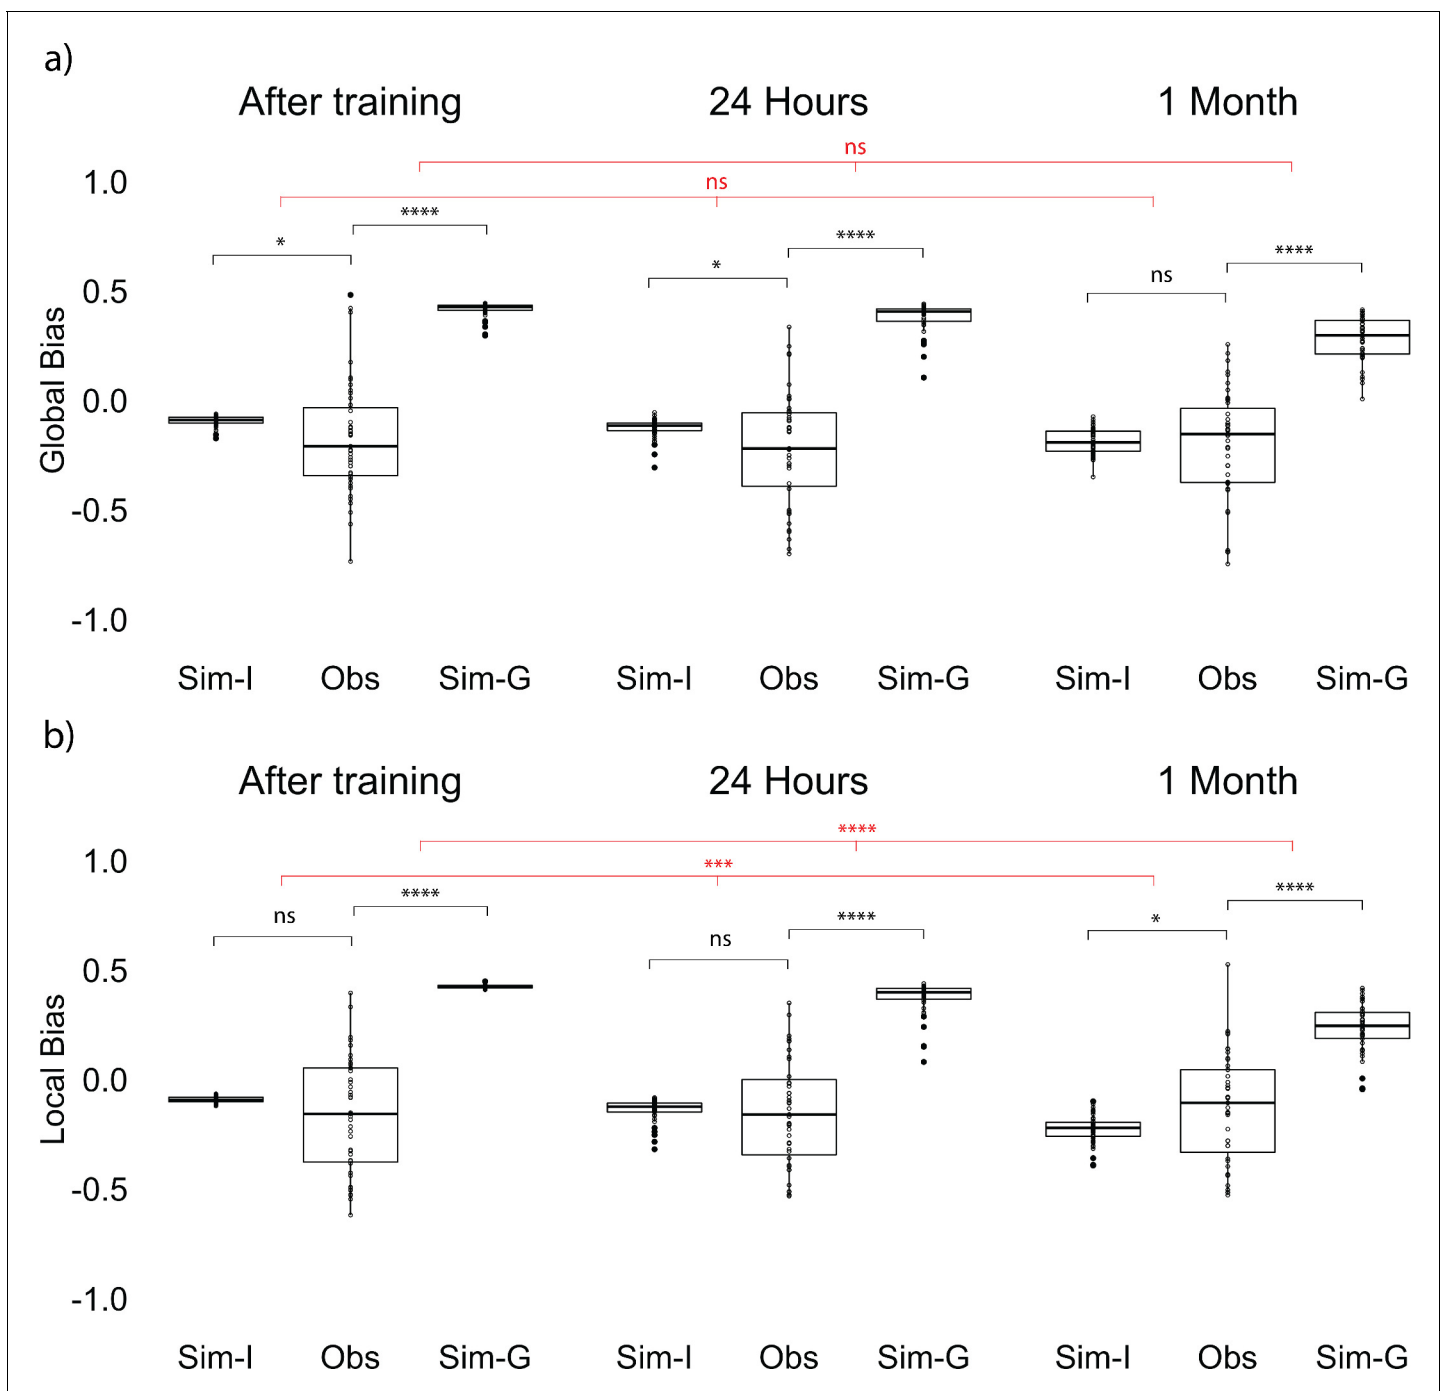 a)
After training 24 Hours 1 Month
ns
1.0
ns
****
* **** ****
*
ns
0.5
Global Bias
0.0
-0.5
-1.0
Sim-I Obs Sim-G Sim-I Obs Sim-G Sim-I Obs Sim-G
b)
After training 24 Hours 1 Month
****
1.0
***
**** ****
ns **** *
ns
0.5
Local Bias
0.0
-0.5
-1.0
Sim-I Obs Sim-G Sim-I Obs Sim-G Sim-I Obs Sim-G